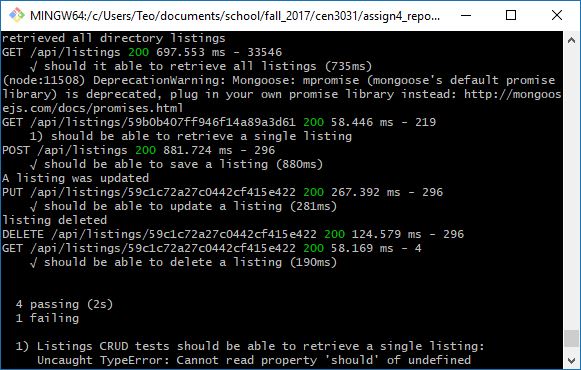 MINGW64:/c/Users/Teo/documents/school/fall_2017/cen3031/assign4_repo...
retrieved all directory listings
GET /api/listings 200 697.553 ms - 33546
√ should it able to retrieve all listings (735ms)
(node:11508) DeprecationWarning: Mongoose: mpromise (mongoose's default promise
library) is deprecated, plug in your own promise library instead: http://mongoos
ejs.com/docs/promises.html
GET /api/listings/59b0b407ff946f14a89a3d61 200 58.446 ms - 219
1) should be able to retrieve a single listing
POST /api/listings 200 881.724 ms - 296
√ should be able to save a listing (880ms)
A listing was updated
PUT /api/listings/59c1c72a27c0442cf415e422 200 267.392 ms - 296
√ should be able to update a listing (281ms)
listing deleted
DELETE /api/listings/59c1c72a27c0442cf415e422 200 124.579 ms - 296
GET /api/listings/59c1c72a27c0442cf415e422 200 58.169 ms - 4
√ should be able to delete a listing (190ms)
4 passing (2s)
1 failing
1) Listings CRUD tests should be able to retrieve a single listing:
Uncaught TypeError: Cannot read property 'should' of undefined